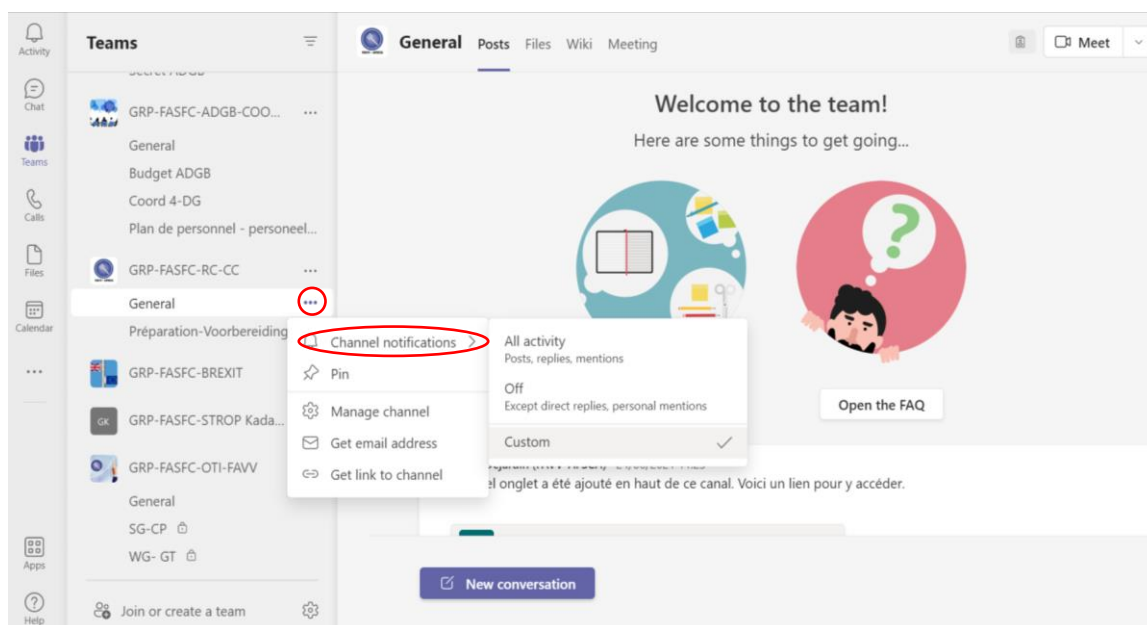 Activity
Chat
Teams
Calls
Files
Calendar
Apps
Help
Teams
GRP-FASFC-ADGB-COO...
General
Budget ADGB
Coord 4-DG
Plan de personnel - personeel...
GRP-FASFC-RC-CC
General
Préparation-Voorbereiding
GRP-FASFC-BREXIT
GK
GRP-FASFC-STROP Kada...
GRP-FASFC-OTI-FAVV
General
SG-CP
WG- GT
Join or create a team
General Posts Files Wiki Meeting
Meet
Welcome to the team!
Here are some things to get going...
Open the FAQ
Channel notifications
Pin
Manage channel
Get email address
Get link to channel
All activity
Posts, replies, mentions
Off
Except direct replies, personal mentions
Custom
el onglet a été ajouté en haut de ce canal. Voici un lien pour y accéder.
New conversation